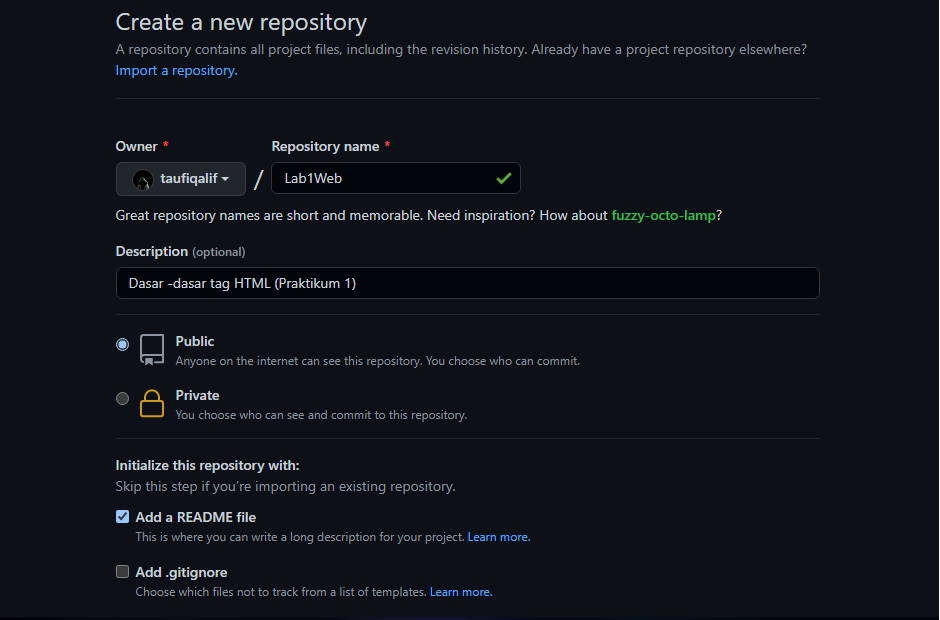 Create a new repository
A repository contains all project files, including the revision history. Already have a project repository elsewhere?
Import a repository.
Owner * Repository name *
taufiqalif / Lab1Web
Great repository names are short and memorable. Need inspiration? How about fuzzy-octo-lamp?
Description (optional)
Dasar -dasar tag HTML (Praktikum 1)
Public
Anyone on the internet can see this repository. You choose who can commit.
Private
You choose who can see and commit to this repository.
Initialize this repository with:
Skip this step if you’re importing an existing repository.
Add a README file
This is where you can write a long description for your project. Learn more.
Add .gitignore
Choose which files not to track from a list of templates. Learn more.